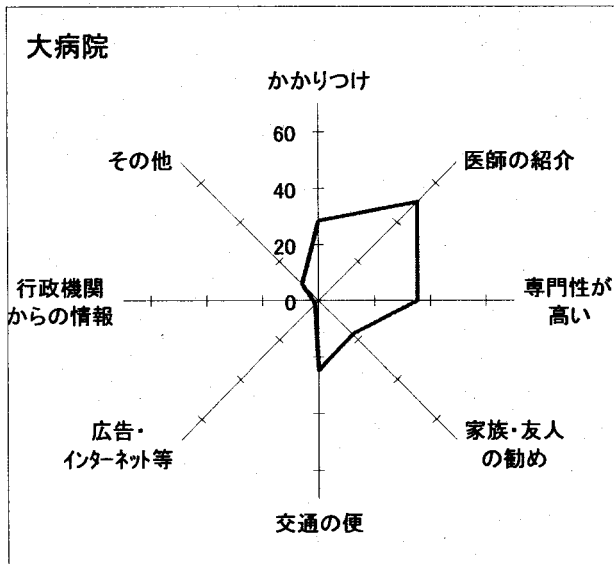 大病院
かかりつけ
60
40
20
0
医師の紹介
専門性が
高い
家族・友人
の勧め
交通の便
広告・
インターネット等
行政機関
からの情報
その他